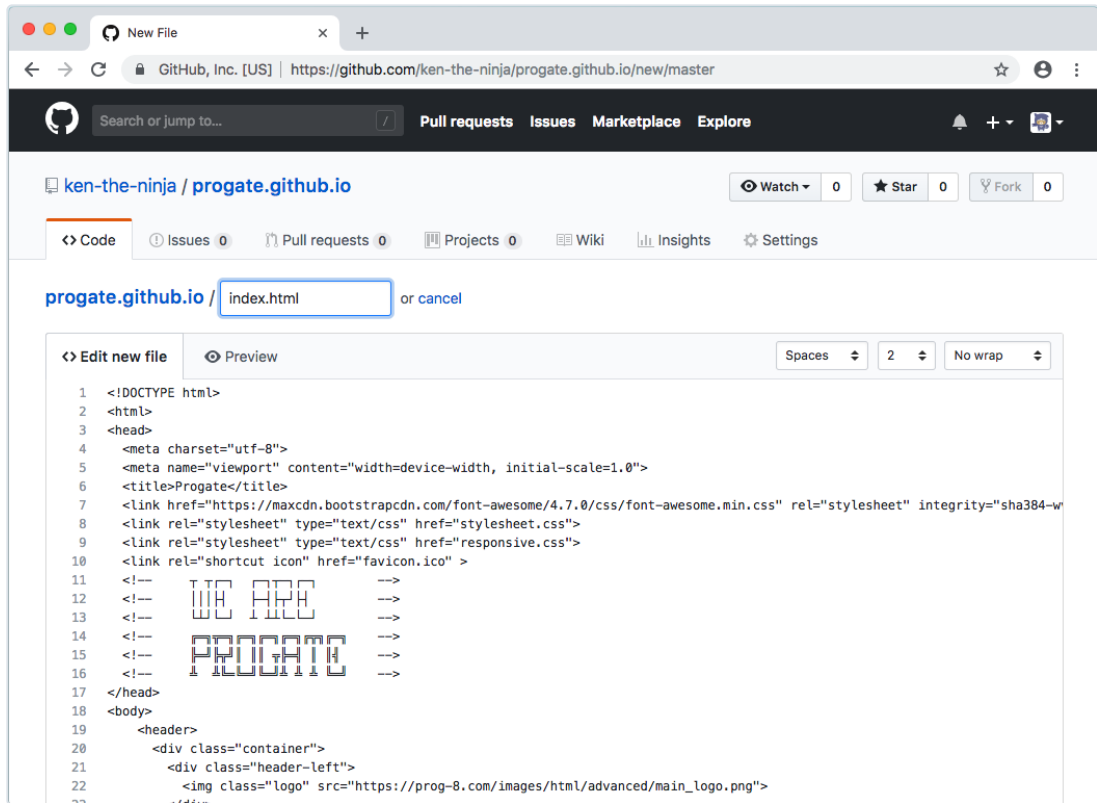 New File
GitHub, Inc. [US] | https://github.com/ken-the-ninja/progate.github.io/new/master
Search or jump to... / Pull requests Issues Marketplace Explore
ken-the-ninja / progate.github.io Watch 0 Star 0 Fork 0
<> Code Issues 0 Pull requests 0 Projects 0 Wiki Insights Settings
progate.github.io / index.html or cancel
<> Edit new file Preview Spaces 2 No wrap
1 <!DOCTYPE html>
2 <html>
3 <head>
4 <meta charset="utf-8">
5 <meta name="viewport" content="width=device-width, initial-scale=1.0">
6 <title>Progate</title>
7 <link href="https://maxcdn.bootstrapcdn.com/font-awesome/4.7.0/css/font-awesome.min.css" rel="stylesheet" integrity="sha384-w
8 <link rel="stylesheet" type="text/css" href="stylesheet.css">
9 <link rel="stylesheet" type="text/css" href="responsive.css">
10 <link rel="shortcut icon" href="favicon.ico" >
11 <!-- -->
12 <!-- WE ARE -->
13 <!-- -->
14 <!-- -->
15 <!-- PROGATE -->
16 <!-- -->
17 </head>
18 <body>
19 <header>
20 <div class="container">
21 <div class="header-left">
22 <img class="logo" src="https://prog-8.com/images/html/advanced/main_logo.png">